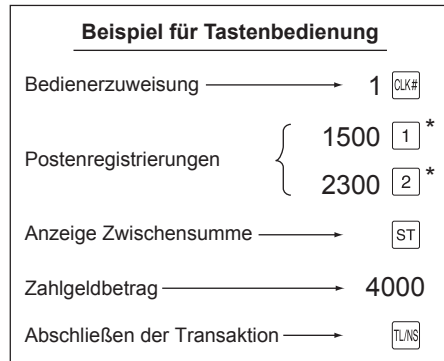 Beispiel für Tastenbedienung
Bedienerzuweisung 1 CLK#
1500 1 *
Postenregistrierungen
2300 2 *
Anzeige Zwischensumme ST
Zahlgeldbetrag 4000
Abschließen der Transaktion TL/NS